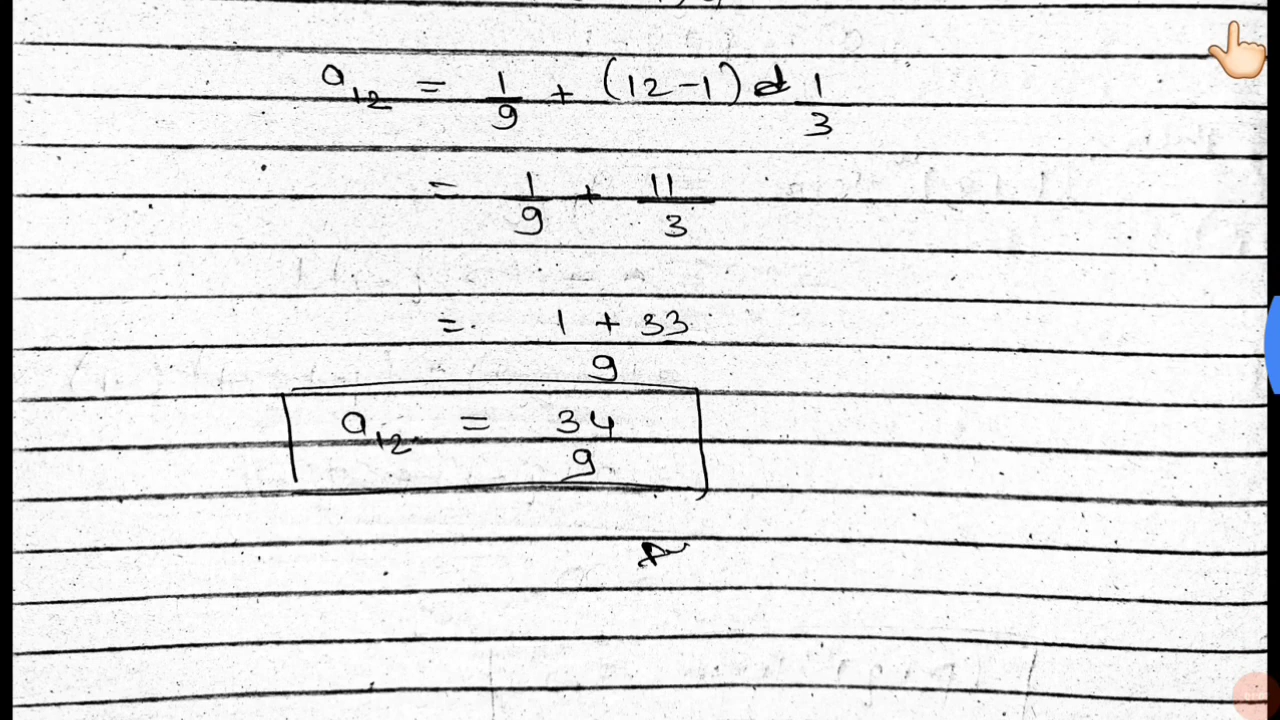 a₁₂ = 1/9 + (12-1) 1/3
= 1/9 + 11/3
= (1 + 33)/9
a₁₂ = 34/9